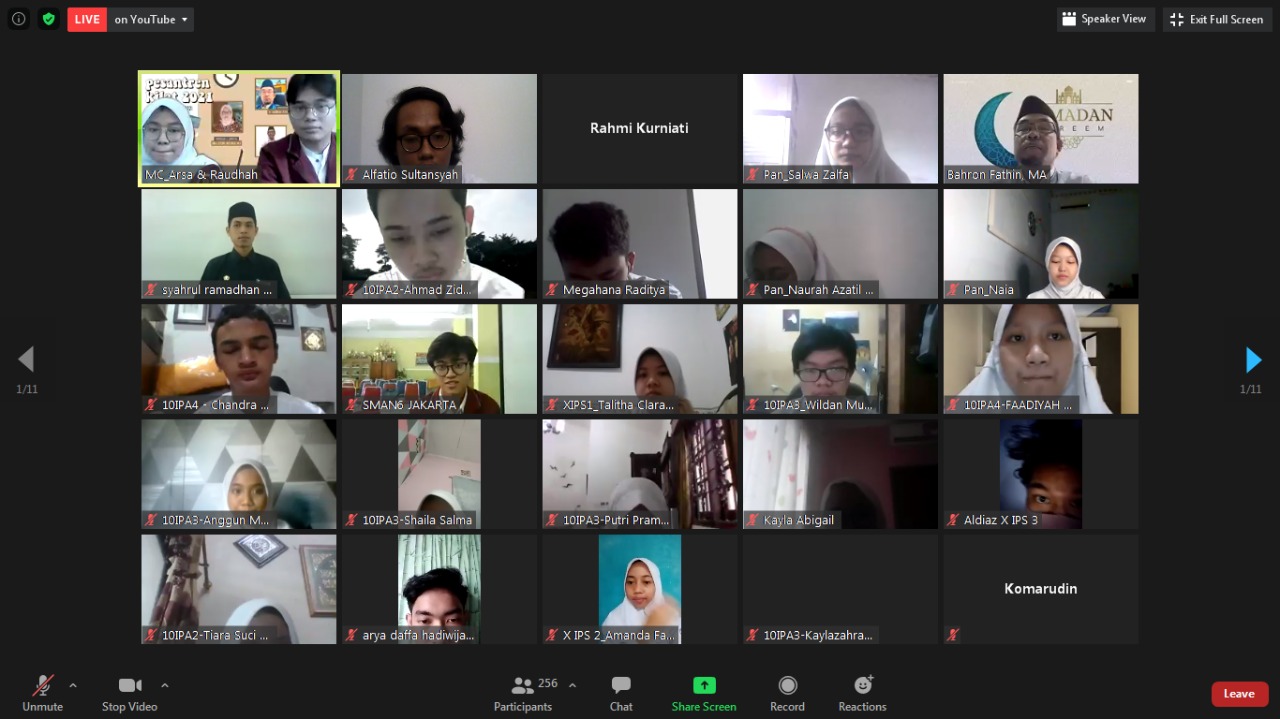 LIVE on YouTube
Speaker View
Exit Full Screen
pesantren
kilat 2021
MC_Arsa & Raudhah
Alfatio Sultansyah
Rahmi Kurniati
Pan_Salwa Zalfa
MADAN
REEM
Bahron Fathin, MA
syahrul ramadhan ...
10IPA2-Ahmad Zid...
Megahana Raditya
Pan_Naurah Azatil ...
Pan_Naia
10IPA4 - Chandra ...
SMAN6 JAKARTA
XIPS1_Talitha Clara...
10IPA3_Wildan Mu...
10IPA4-FAADIYAH ...
1/11
1/11
10IPA3-Anggun M...
10IPA3-Shaila Salma
10IPA3-Putri Pram...
Kayla Abigail
Aldiaz X IPS 3
10IPA2-Tiara Suci ...
arya daffa hadiwija...
X IPS 2_Amanda Fa...
10IPA3-Kaylazahra...
Komarudin
Unmute
Stop Video
256
Participants
Chat
Share Screen
Record
Reactions
Leave